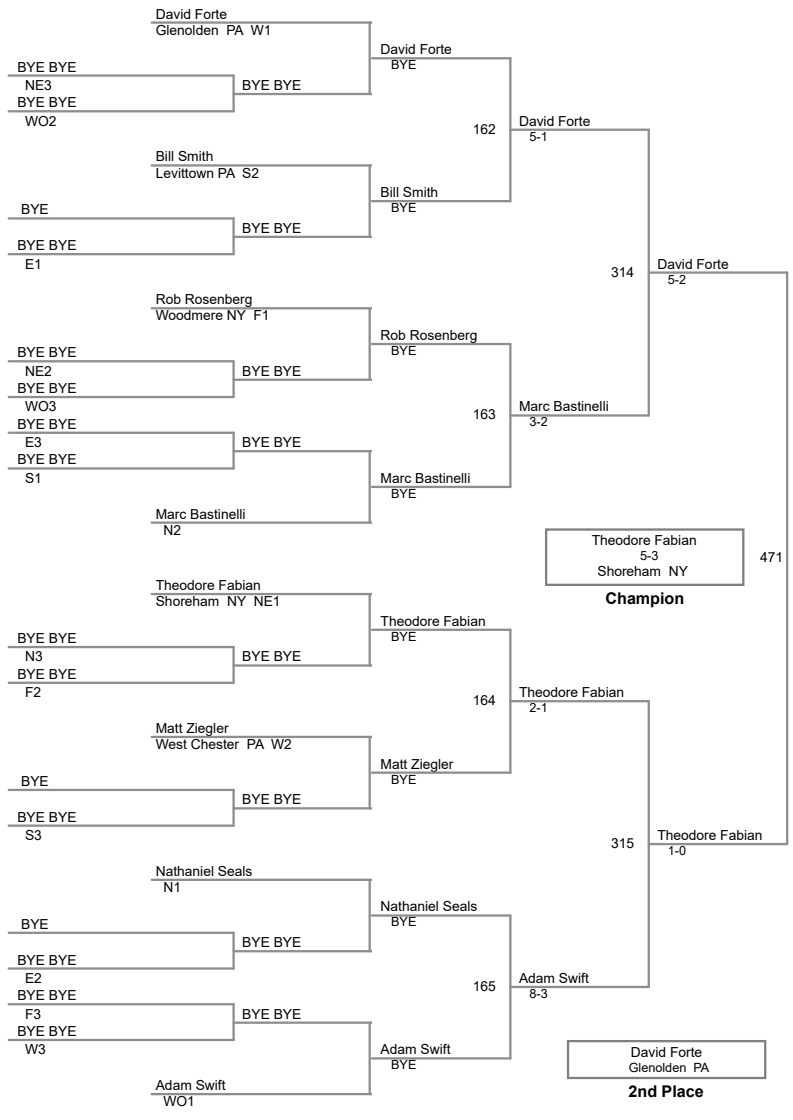 David Forte
Glenolden PA W1
David Forte
BYE
BYE BYE
NE3
BYE BYE
BYE BYE
WO2
162
David Forte
5-1
Bill Smith
Levittown PA S2
Bill Smith
BYE
BYE
BYE BYE
BYE BYE
E1
314
David Forte
5-2
Rob Rosenberg
Woodmere NY F1
Rob Rosenberg
BYE
BYE BYE
NE2
BYE BYE
BYE BYE
WO3
163
Marc Bastinelli
3-2
BYE BYE
E3
BYE BYE
BYE BYE
S1
Marc Bastinelli
BYE
Marc Bastinelli
N2
Theodore Fabian
5-3
Shoreham NY
471
Champion
Theodore Fabian
Shoreham NY NE1
Theodore Fabian
BYE
BYE BYE
N3
BYE BYE
BYE BYE
F2
164
Theodore Fabian
2-1
Matt Ziegler
West Chester PA W2
Matt Ziegler
BYE
BYE
BYE BYE
BYE BYE
S3
315
Theodore Fabian
1-0
Nathaniel Seals
N1
Nathaniel Seals
BYE
BYE
BYE BYE
BYE BYE
E2
165
Adam Swift
8-3
BYE BYE
F3
BYE BYE
BYE BYE
W3
Adam Swift
BYE
Adam Swift
WO1
David Forte
Glenolden PA
2nd Place